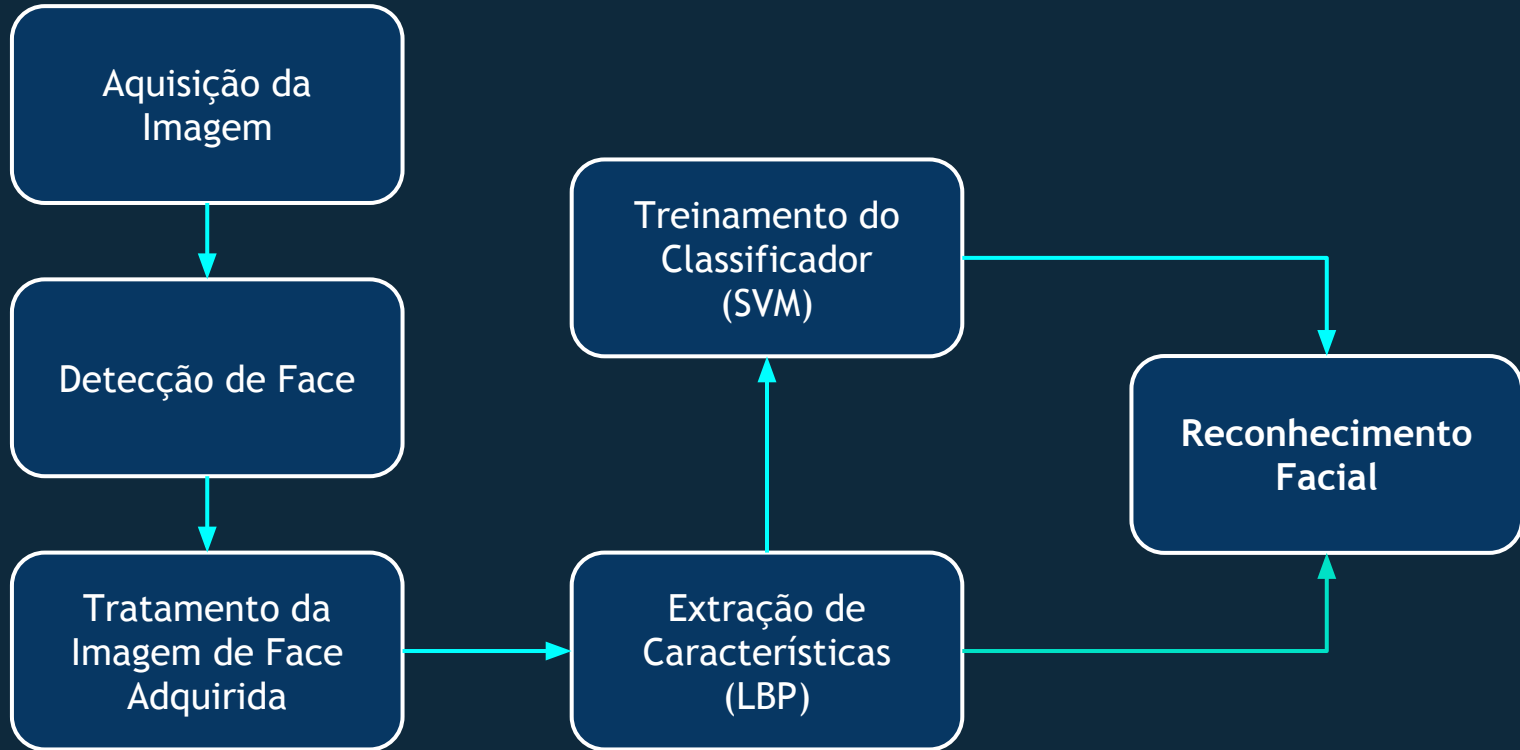 Aquisição da
Imagem
Detecção de Face
Tratamento da
Imagem de Face
Adquirida
Extração de
Características
(LBP)
Treinamento do
Classificador
(SVM)
Reconhecimento
Facial